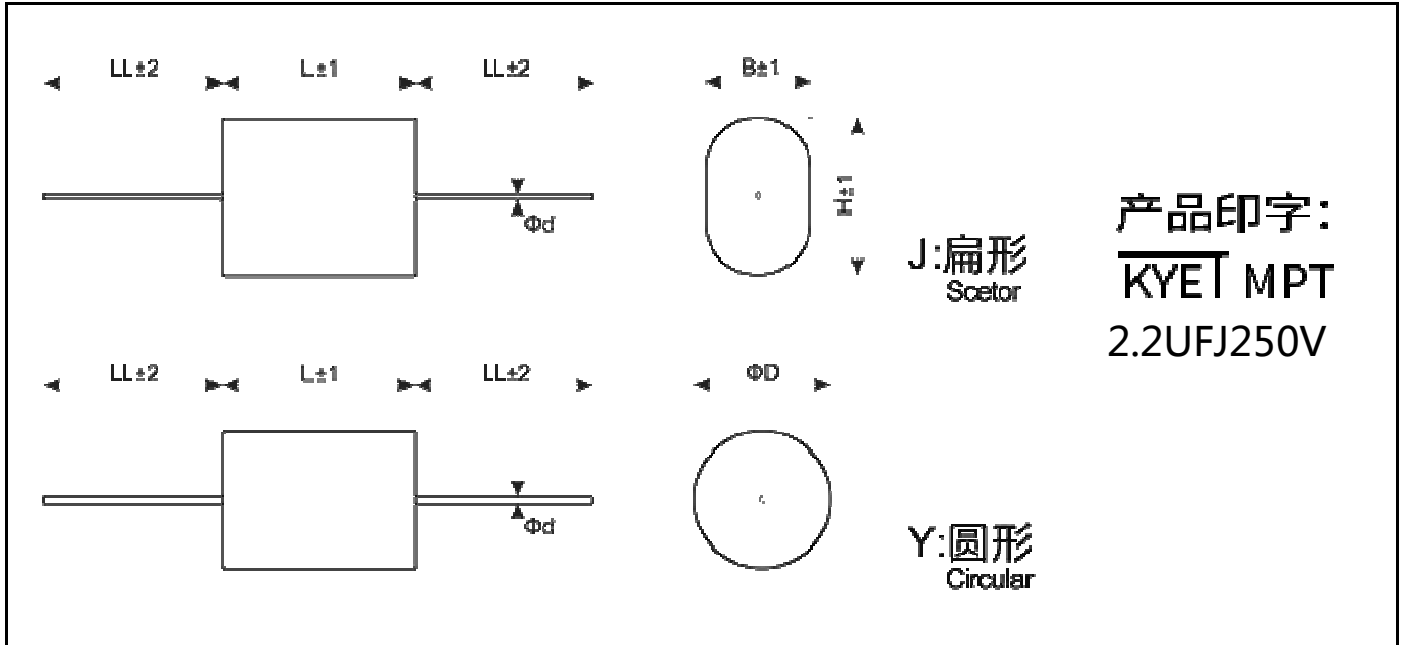 LL±2 L±1 LL±2 B±1
Φd
H±1
J:扁形
Scetor
产品印字:
KYET MPT
2.2UFJ250V
LL±2 L±1 LL±2 ΦD
Φd
Y:圆形
Circular